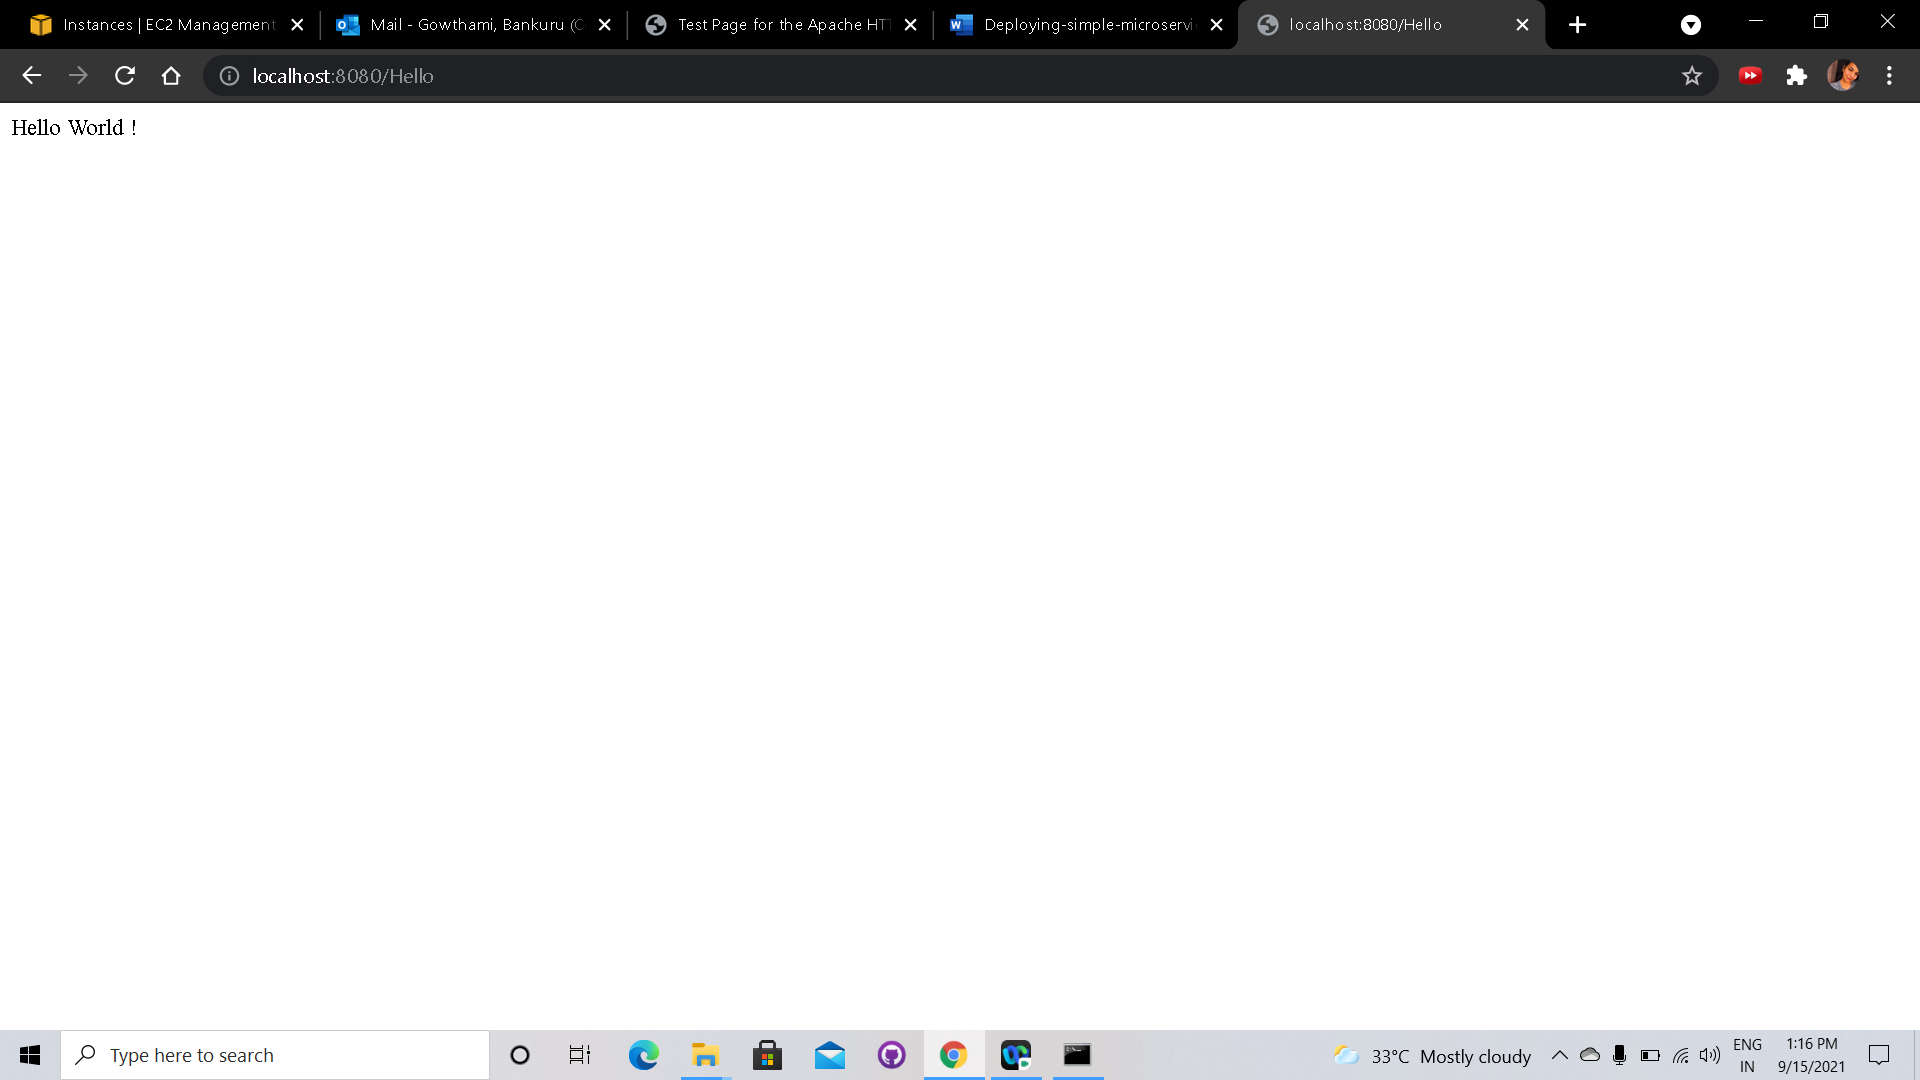 Instances | EC2 Management
Mail - Gowthami, Bankuru (C
Test Page for the Apache HTT
Deploying-simple-microservi
localhost:8080/Hello
localhost:8080/Hello
Hello World !
Type here to search
33°C Mostly cloudy
ENG
IN
1:16 PM
9/15/2021